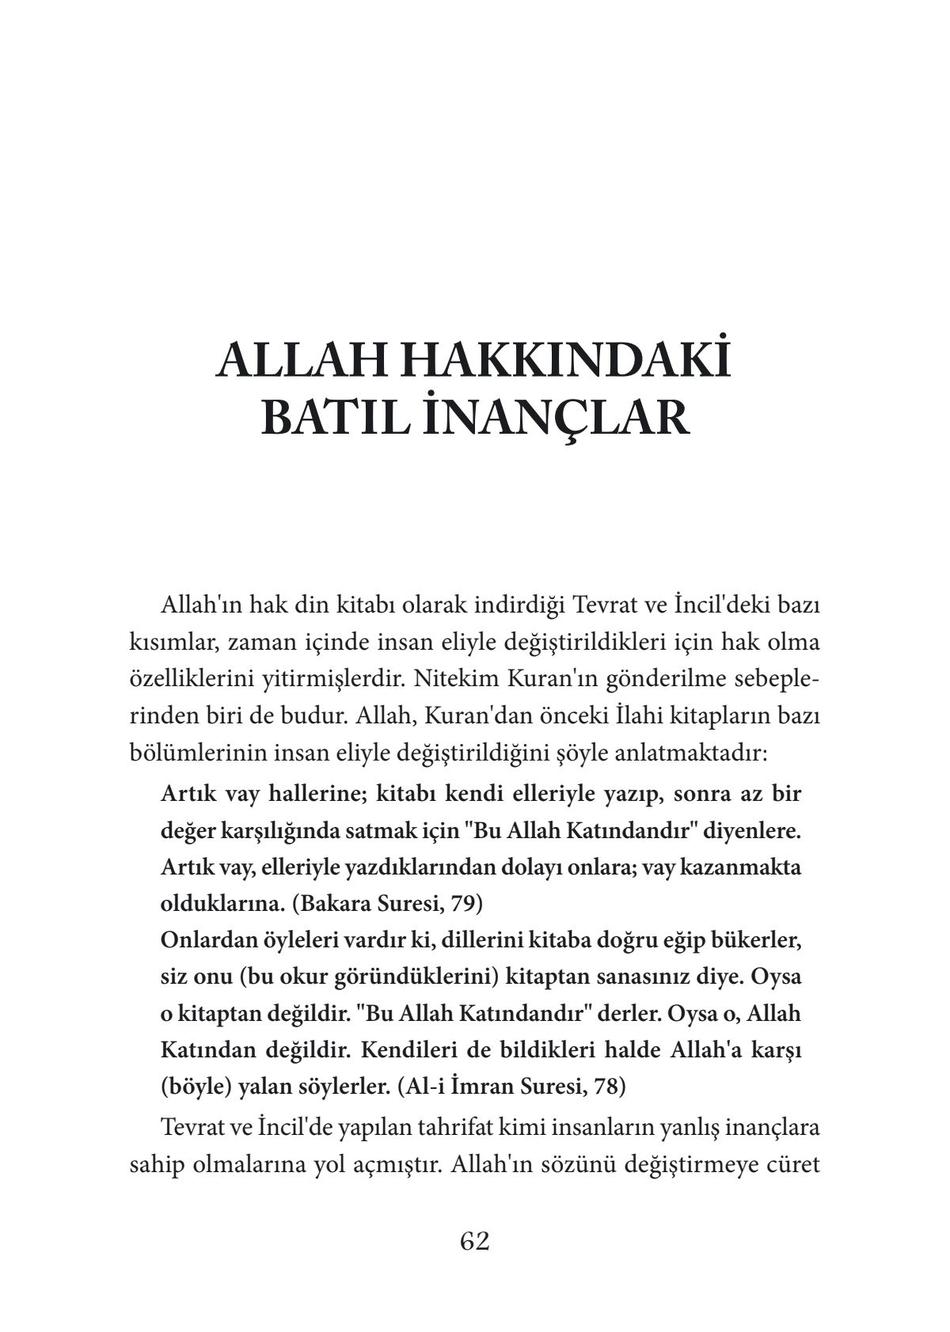 ALLAH HAKKINDAKİ
BATIL İNANÇLAR
Allah'ın hak din kitabı olarak indirdiği Tevrat ve İncil'deki bazı
kısımlar, zaman içinde insan eliyle değiştirildikleri için hak olma
özelliklerini yitirmişlerdir. Nitekim Kuran'ın gönderilme sebeple-
rinden biri de budur. Allah, Kuran'dan önceki İlahi kitapların bazı
bölümlerinin insan eliyle değiştirildiğini şöyle anlatmaktadır:
Artık vay hallerine; kitabı kendi elleriyle yazıp, sonra az bir
değer karşılığında satmak için "Bu Allah Katındandır" diyenlere.
Artık vay, elleriyle yazdıklarından dolayı onlara; vay kazanmakta
olduklarına. (Bakara Suresi, 79)
Onlardan öyleleri vardır ki, dillerini kitaba doğru eğip bükerler,
siz onu (bu okur göründüklerini) kitaptan sanasınız diye. Oysa
o kitaptan değildir. "Bu Allah Katındandır" derler. Oysa o, Allah
Katından değildir. Kendileri de bildikleri halde Allah'a karşı
(böyle) yalan söylerler. (Al-i İmran Suresi, 78)
Tevrat ve İncil'de yapılan tahrifat kimi insanların yanlış inançlara
sahip olmalarına yol açmıştır. Allah'ın sözünü değiştirmeye cüret
62